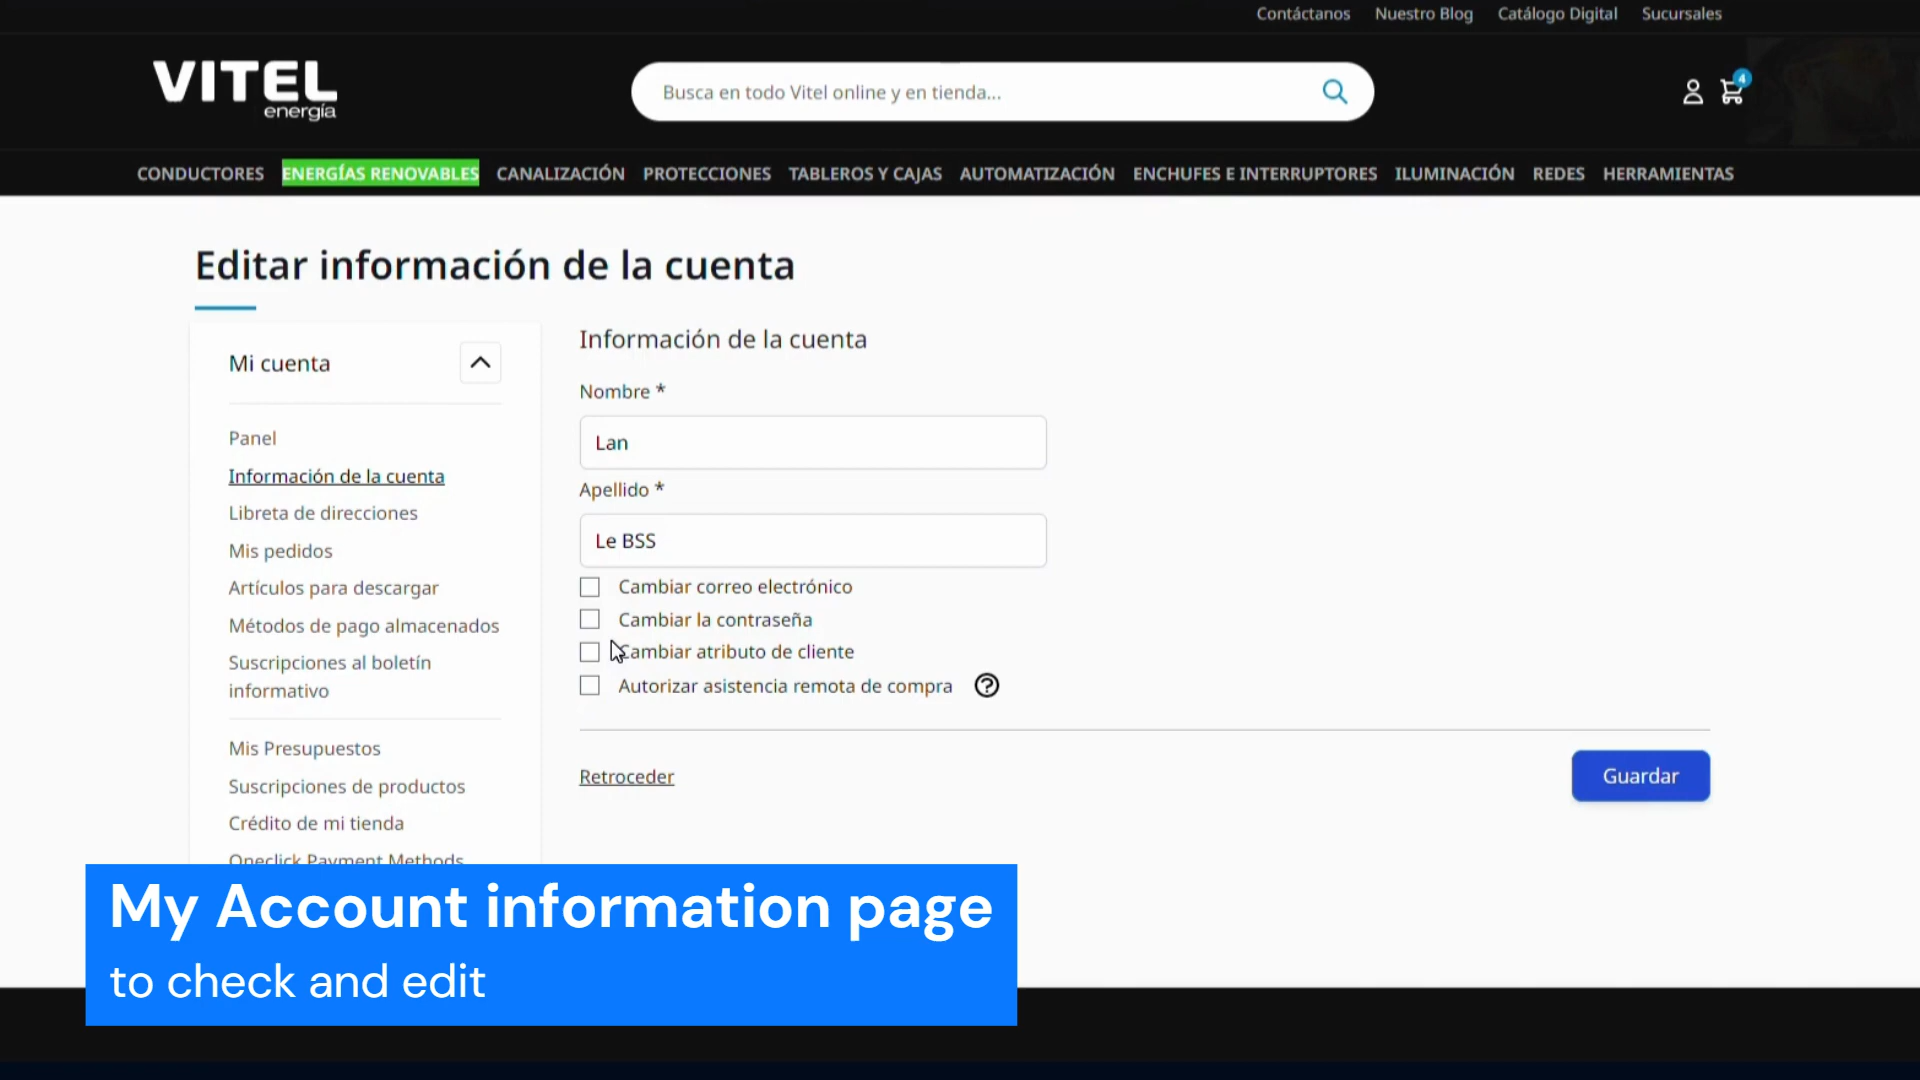 Contáctanos Nuestro Blog Catálogo Digital Sucursales
VITEL
energía
Busca en todo Vitel online y en tienda...
4
CONDUCTORES ENERGÍAS RENOVABLES CANALIZACIÓN PROTECCIONES TABLEROS Y CAJAS AUTOMATIZACIÓN ENCHUFES E INTERRUPTORES ILUMINACIÓN REDES HERRAMIENTAS
Editar información de la cuenta
Mi cuenta
Panel
Información de la cuenta
Libreta de direcciones
Mis pedidos
Artículos para descargar
Métodos de pago almacenados
Suscripciones al boletín
informativo
Mis Presupuestos
Suscripciones de productos
Crédito de mi tienda
Oneclick Payment Methods
Información de la cuenta
Nombre *
Lan
Apellido *
Le BSS
Cambiar correo electrónico
Cambiar la contraseña
Cambiar atributo de cliente
Autorizar asistencia remota de compra ?
Retroceder
Guardar
My Account information page
to check and edit